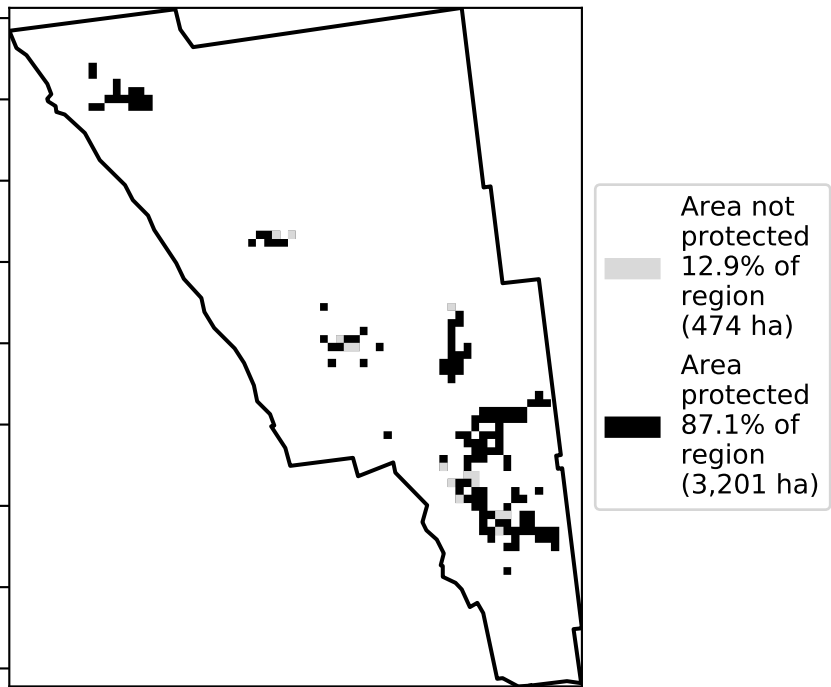 Area not
protected
12.9% of
region
(474 ha)
Area
protected
87.1% of
region
(3,201 ha)